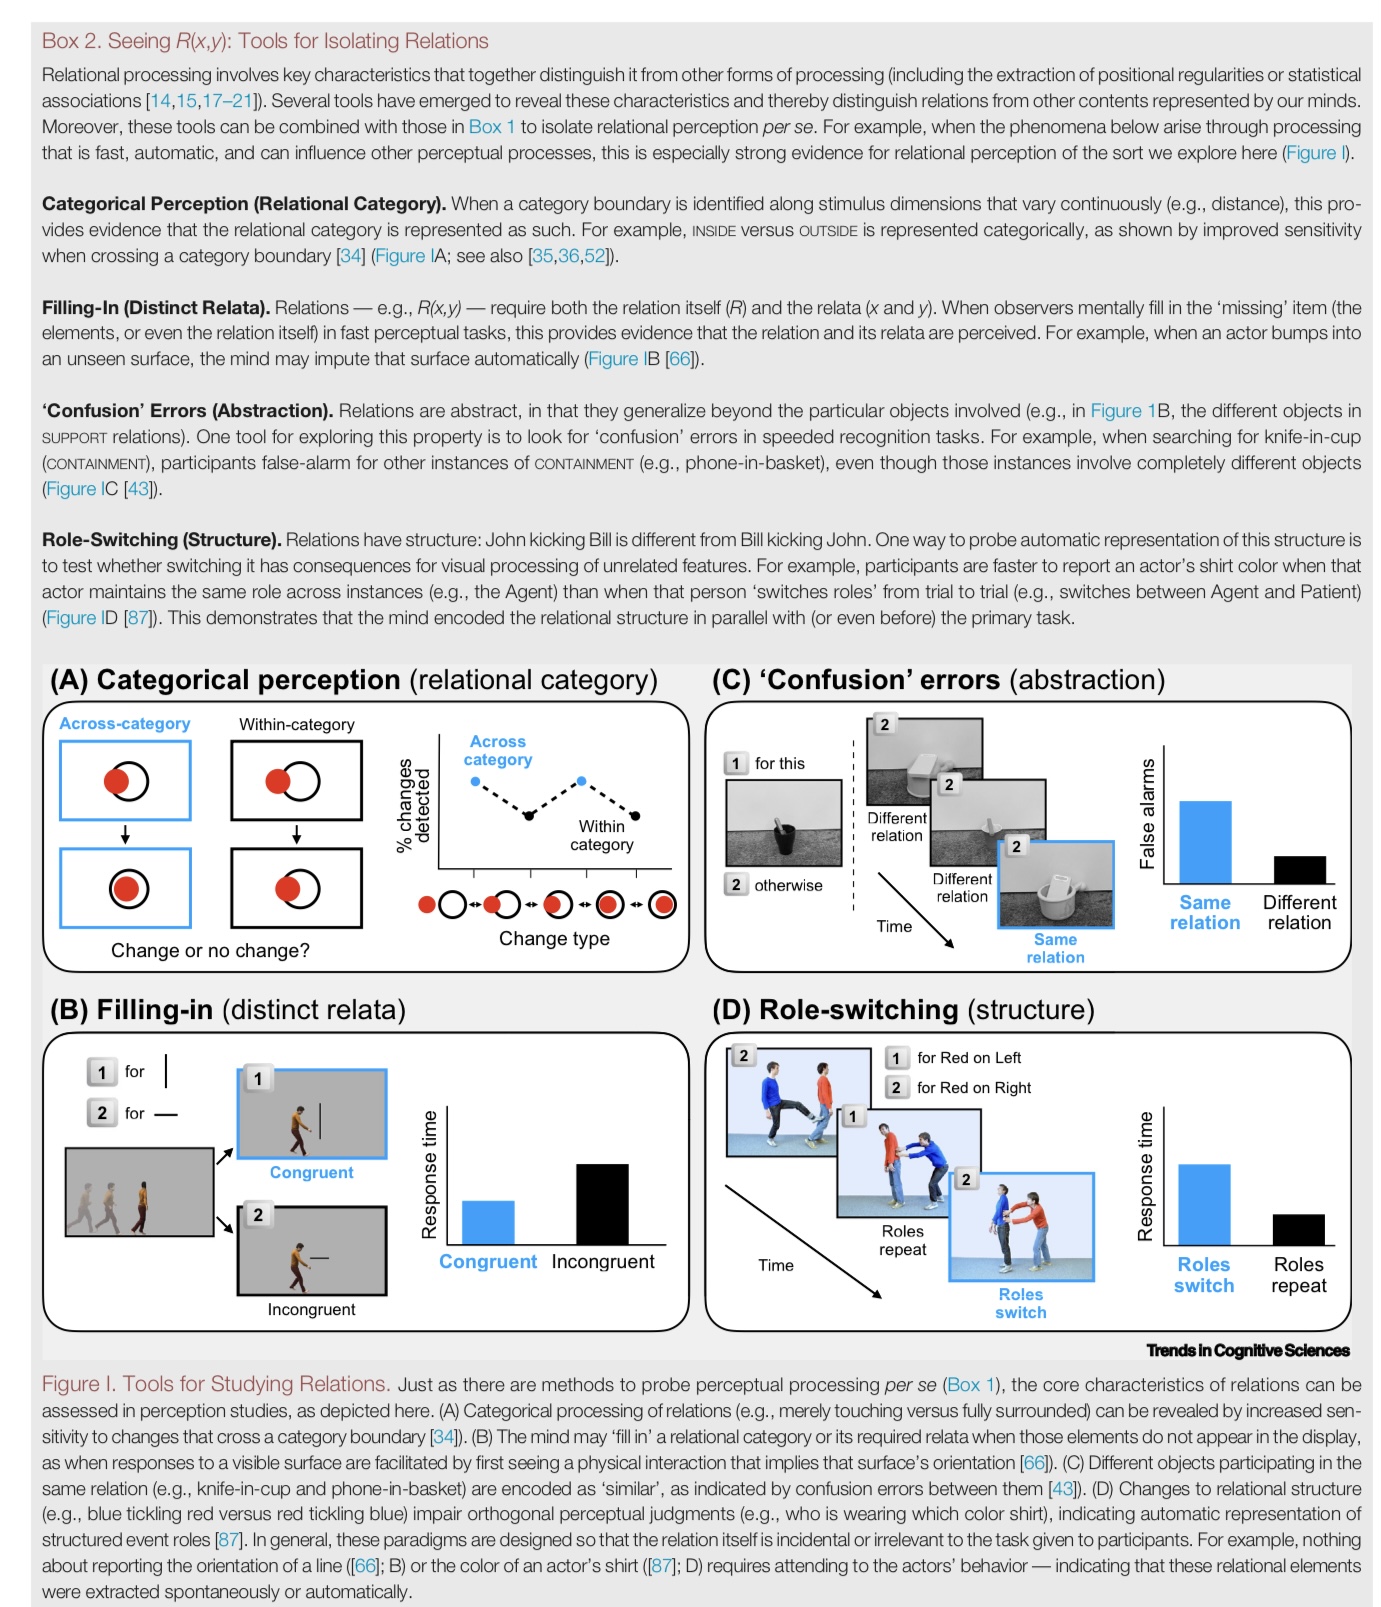 Box 2. Seeing R(x,y): Tools for Isolating Relations
Relational processing involves key characteristics that together distinguish it from other forms of processing (including the extraction of positional regularities or statistical
associations [14,15,17–21]). Several tools have emerged to reveal these characteristics and thereby distinguish relations from other contents represented by our minds.
Moreover, these tools can be combined with those in Box 1 to isolate relational perception per se. For example, when the phenomena below arise through processing
that is fast, automatic, and can influence other perceptual processes, this is especially strong evidence for relational perception of the sort we explore here (Figure I).
Categorical Perception (Relational Category). When a category boundary is identified along stimulus dimensions that vary continuously (e.g., distance), this pro-
vides evidence that the relational category is represented as such. For example, INSIDE versus OUTSIDE is represented categorically, as shown by improved sensitivity
when crossing a category boundary [34] (Figure IA; see also [35,36,52]).
Filling-In (Distinct Relata). Relations — e.g., R(x,y) — require both the relation itself (R) and the relata (x and y). When observers mentally fill in the ‘missing’ item (the
elements, or even the relation itself) in fast perceptual tasks, this provides evidence that the relation and its relata are perceived. For example, when an actor bumps into
an unseen surface, the mind may impute that surface automatically (Figure IB [66]).
‘Confusion’ Errors (Abstraction). Relations are abstract, in that they generalize beyond the particular objects involved (e.g., in Figure 1B, the different objects in
SUPPORT relations). One tool for exploring this property is to look for ‘confusion’ errors in speeded recognition tasks. For example, when searching for knife-in-cup
(CONTAINMENT), participants false-alarm for other instances of CONTAINMENT (e.g., phone-in-basket), even though those instances involve completely different objects
(Figure IC [43]).
Role-Switching (Structure). Relations have structure: John kicking Bill is different from Bill kicking John. One way to probe automatic representation of this structure is
to test whether switching it has consequences for visual processing of unrelated features. For example, participants are faster to report an actor’s shirt color when that
actor maintains the same role across instances (e.g., the Agent) than when that person ‘switches roles’ from trial to trial (e.g., switches between Agent and Patient)
(Figure ID [87]). This demonstrates that the mind encoded the relational structure in parallel with (or even before) the primary task.
(A) Categorical perception (relational category)
Across-category
Within-category
Change or no change?
% changes
detected
Across
category
Within
category
Change type
(C) ‘Confusion’ errors (abstraction)
1 for this
2 otherwise
2
Different
relation
2
Different
relation
2
Same
relation
Time
False alarms
Same
relation
Different
relation
(B) Filling-in (distinct relata)
1 for
2 for
1
Congruent
2
Incongruent
Response time
Congruent
Incongruent
(D) Role-switching (structure)
2
1 for Red on Left
2 for Red on Right
1
Roles
repeat
2
Roles
switch
Time
Response time
Roles
switch
Roles
repeat
Trends in Cognitive Sciences
Figure I. Tools for Studying Relations. Just as there are methods to probe perceptual processing per se (Box 1), the core characteristics of relations can be
assessed in perception studies, as depicted here. (A) Categorical processing of relations (e.g., merely touching versus fully surrounded) can be revealed by increased sen-
sitivity to changes that cross a category boundary [34]). (B) The mind may ‘fill in’ a relational category or its required relata when those elements do not appear in the display,
as when responses to a visible surface are facilitated by first seeing a physical interaction that implies that surface’s orientation [66]). (C) Different objects participating in the
same relation (e.g., knife-in-cup and phone-in-basket) are encoded as ‘similar’, as indicated by confusion errors between them [43]). (D) Changes to relational structure
(e.g., blue tickling red versus red tickling blue) impair orthogonal perceptual judgments (e.g., who is wearing which color shirt), indicating automatic representation of
structured event roles [87]. In general, these paradigms are designed so that the relation itself is incidental or irrelevant to the task given to participants. For example, nothing
about reporting the orientation of a line ([66]; B) or the color of an actor’s shirt ([87]; D) requires attending to the actors’ behavior — indicating that these relational elements
were extracted spontaneously or automatically.